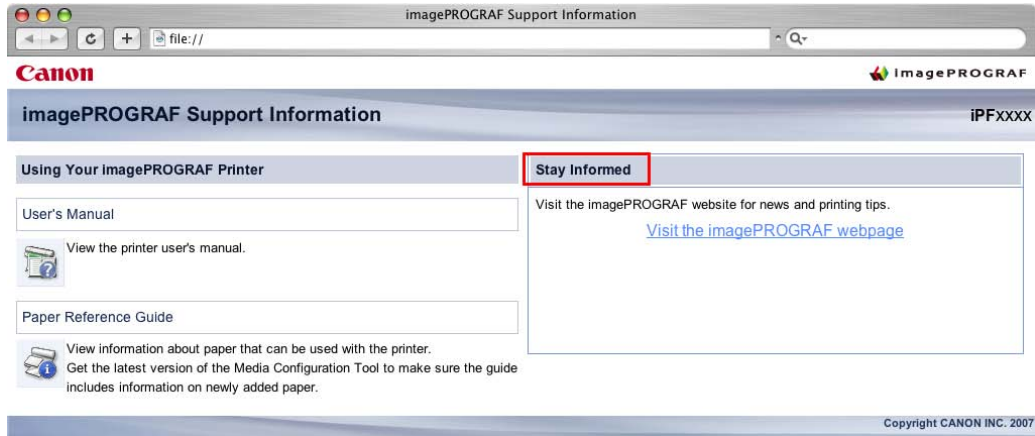 imagePROGRAF Support Information
file://
Canon
imagePROGRAF
imagePROGRAF Support Information
iPFxxxx
Using Your imagePROGRAF Printer
User's Manual
View the printer user's manual.
Paper Reference Guide
View information about paper that can be used with the printer.
Get the latest version of the Media Configuration Tool to make sure the guide
includes information on newly added paper.
Stay Informed
Visit the imagePROGRAF website for news and printing tips.
Visit the imagePROGRAF webpage
Copyright CANON INC. 2007